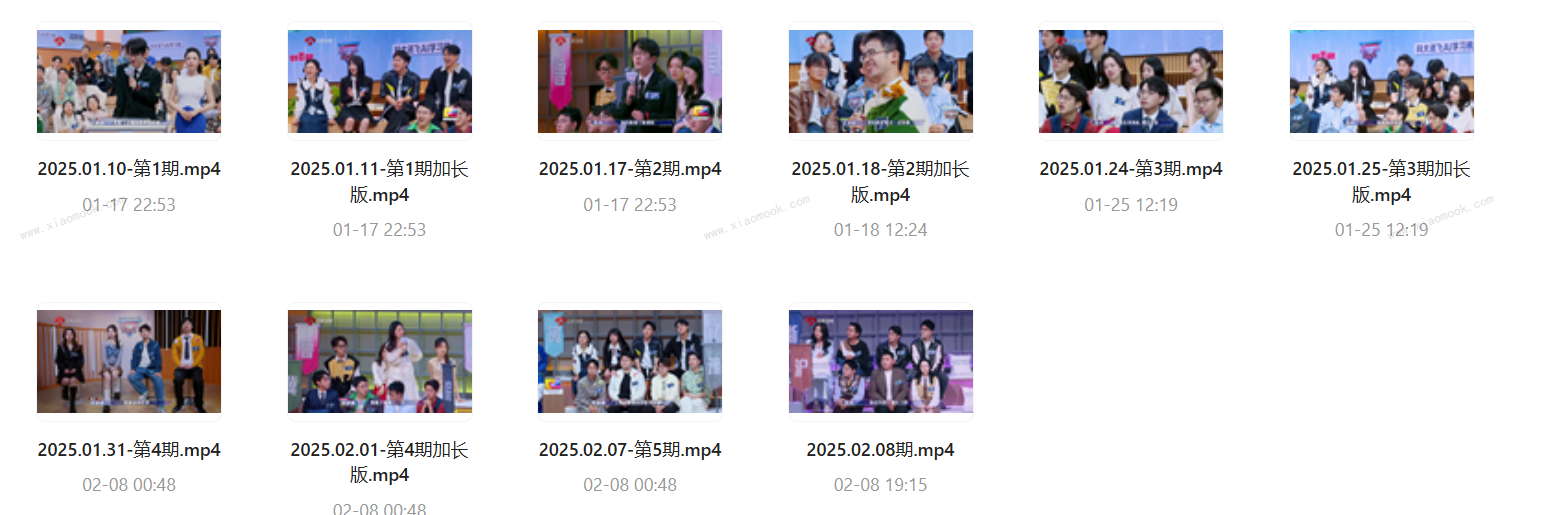 2025.01.10-第1期.mp4
01-17 22:53
2025.01.11-第1期加长
版.mp4
01-17 22:53
2025.01.17-第2期.mp4
01-17 22:53
2025.01.18-第2期加长
版.mp4
01-18 12:24
2025.01.24-第3期.mp4
01-25 12:19
2025.01.25-第3期加长
版.mp4
01-25 12:19
www.xiaomook.com
www.xiaomook.com
www.xiaomook.com
2025.01.31-第4期.mp4
02-08 00:48
2025.02.01-第4期加长
版.mp4
02-08 00:48
2025.02.07-第5期.mp4
02-08 00:48
2025.02.08期.mp4
02-08 19:15